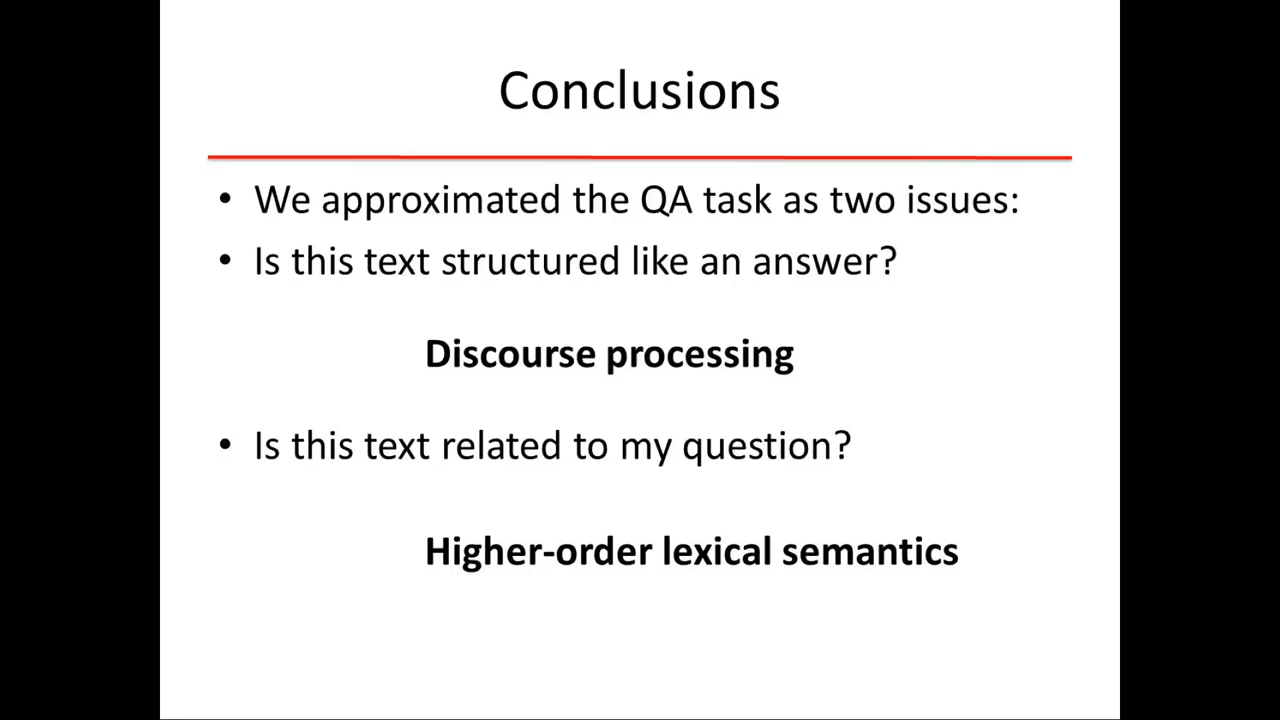 Conclusions
• We approximated the QA task as two issues:
• Is this text structured like an answer?
Discourse processing
• Is this text related to my question?
Higher-order lexical semantics